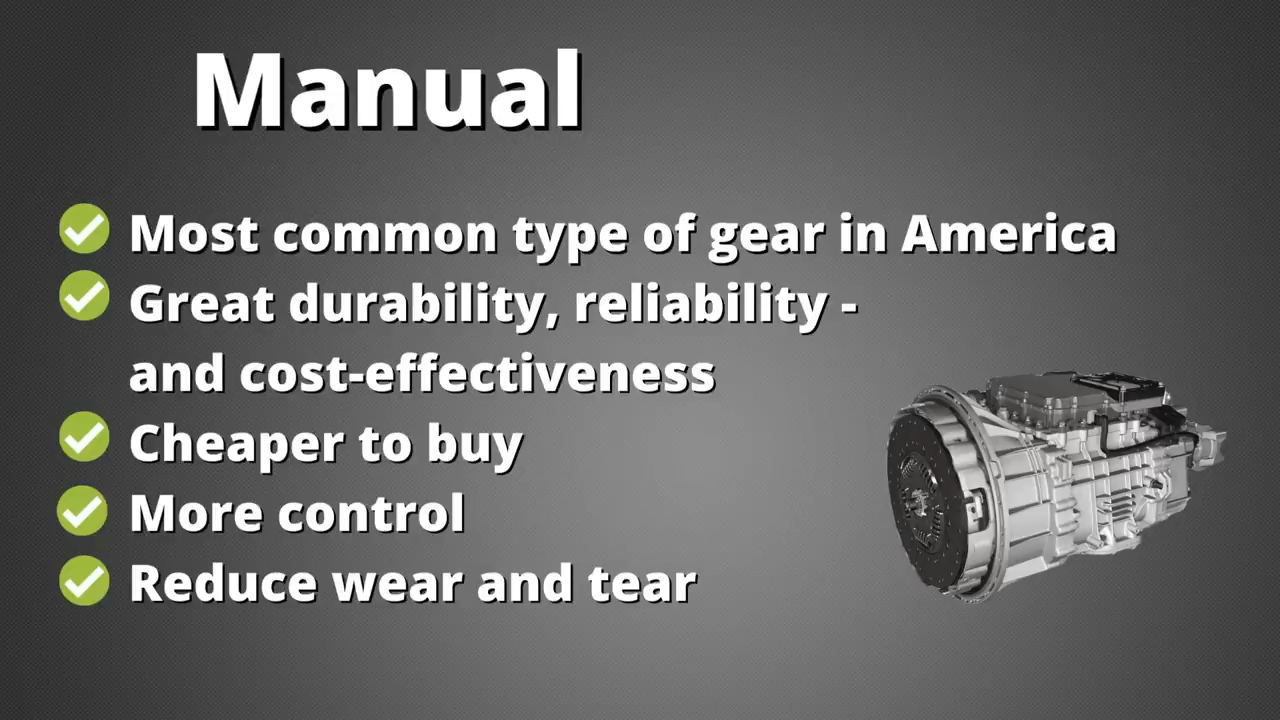 Manual
Most common type of gear in America
Great durability, reliability -
and cost-effectiveness
Cheaper to buy
More control
Reduce wear and tear